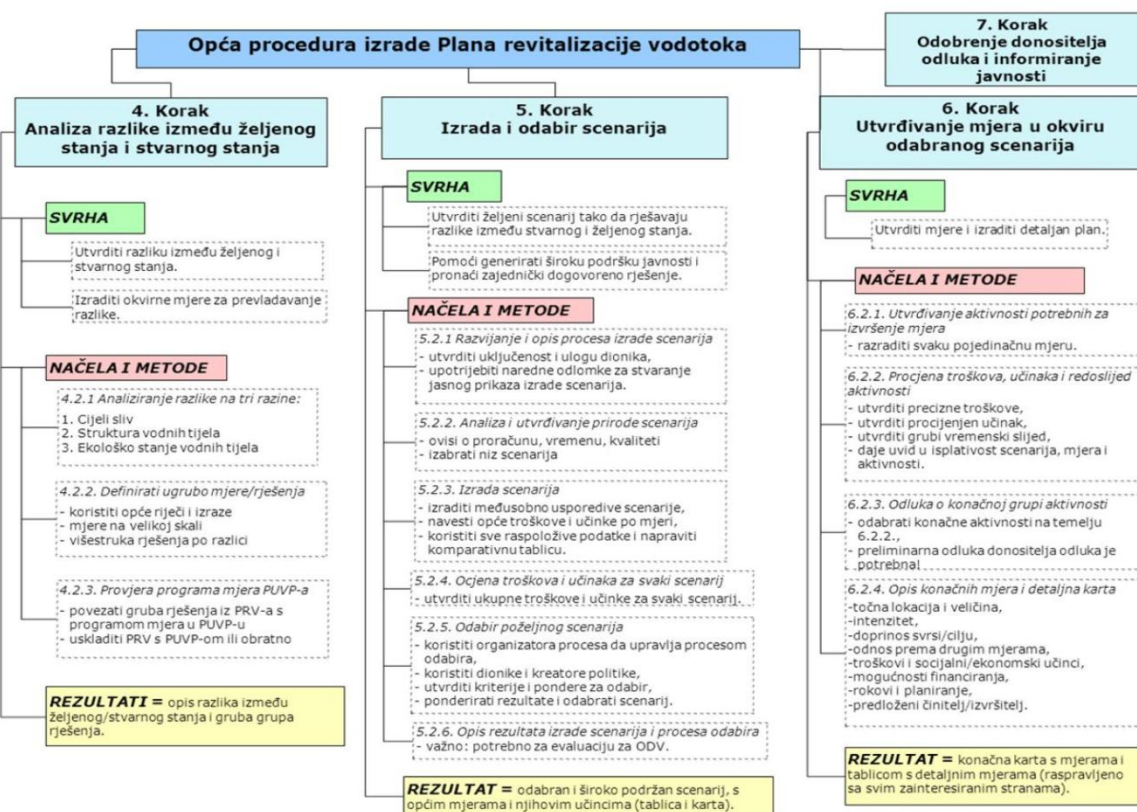 Opća procedura izrade Plana revitalizacije vodotoka
7. Korak
Odobrenje donositelja
odluka i informiranje
javnosti
4. Korak
Analiza razlike između željenog
stanja i stvarnog stanja
SVRHA
Utvrditi razliku između željenog i
stvarnog stanja.
Izraditi okvirne mjere za prevladavanje
razlike.
NAČELA I METODE
4.2.1 Analiziranje razlike na tri razine:
1. Cijeli sliv
2. Struktura vodnih tijela
3. Ekološko stanje vodnih tijela
4.2.2. Definirati ugrubo mjere/rješenja
- koristiti opće riječi i izraze
- mjere na velikoj skali
- višestruka rješenja po razlici
4.2.3. Provjera programa mjera PUVP-a
- povezati gruba rješenja iz PRV-a s
programom mjera u PUVP-u
- uskladiti PRV s PUVP-om ili obratno
REZULTATI = opis razlika između
željenog/stvarnog stanja i gruba grupa
rješenja.
5. Korak
Izrada i odabir scenarija
SVRHA
Utvrditi željeni scenarij tako da rješavaju
razlike između stvarnog i željenog stanja.
Pomoći generirati široku podršku javnosti i
pronaći zajednički dogovoreno rješenje.
NAČELA I METODE
5.2.1 Razvijanje i opis procesa izrade scenarija
- utvrditi uključenost i ulogu dionika,
- upotrijebiti naredne odlomke za stvaranje
jasnog prikaza izrade scenarija.
5.2.2. Analiza i utvrđivanje prirode scenarija
- ovisi o proračunu, vremenu, kvaliteti
- izabrati niz scenarija
5.2.3. Izrada scenarija
- izraditi međusobno usporedive scenarije,
- navesti opće troškove i učinke po mjeri,
- koristiti sve raspoložive podatke i napraviti
komparativnu tablicu.
5.2.4. Ocjena troškova i učinaka za svaki scenarij
- utvrditi ukupne troškove i učinke za svaki scenarij.
5.2.5. Odabir poželjnog scenarija
- koristiti organizatora procesa da upravlja procesom
odabira,
- koristiti dionike i kreatore politike,
- utvrditi kriterije i pondere za odabir,
- ponderirati rezultate i odabrati scenarij.
5.2.6. Opis rezultata izrade scenarija i procesa odabira
- važno: potrebno za evaluaciju za ODV.
REZULTAT = odabran i široko podržan scenarij, s
općim mjerama i njihovim učincima (tablica i karta).
6. Korak
Utvrđivanje mjera u okviru
odabranog scenarija
SVRHA
Utvrditi mjere i izraditi detaljan plan.
NAČELA I METODE
6.2.1. Utvrđivanje aktivnosti potrebnih za
izvršenje mjera
- razraditi svaku pojedinačnu mjeru.
6.2.2. Procjena troškova, učinaka i redoslijed
aktivnosti
- utvrditi precizne troškove,
- utvrditi procijenjen učinak,
- utvrditi grubi vremenski slijed,
- daje uvid u isplativost scenarija, mjera i
aktivnosti.
6.2.3. Odluka o konačnoj grupi aktivnosti
- odabrati konačne aktivnosti na temelju
6.2.2.,
- preliminarna odluka donositelja odluka je
potrebna!
6.2.4. Opis konačnih mjera i detaljna karta
-točna lokacija i veličina,
-intenzitet,
-doprinos svrsi/cilju,
-odnos prema drugim mjerama,
-troškovi i socijalni/ekonomski učinci,
-mogućnosti financiranja,
-rokovi i planiranje,
-predloženi činitelj/izvršitelj.
REZULTAT = konačna karta s mjerama i
tablicom s detaljnim mjerama (raspravljeno
sa svim zainteresiranim stranama).